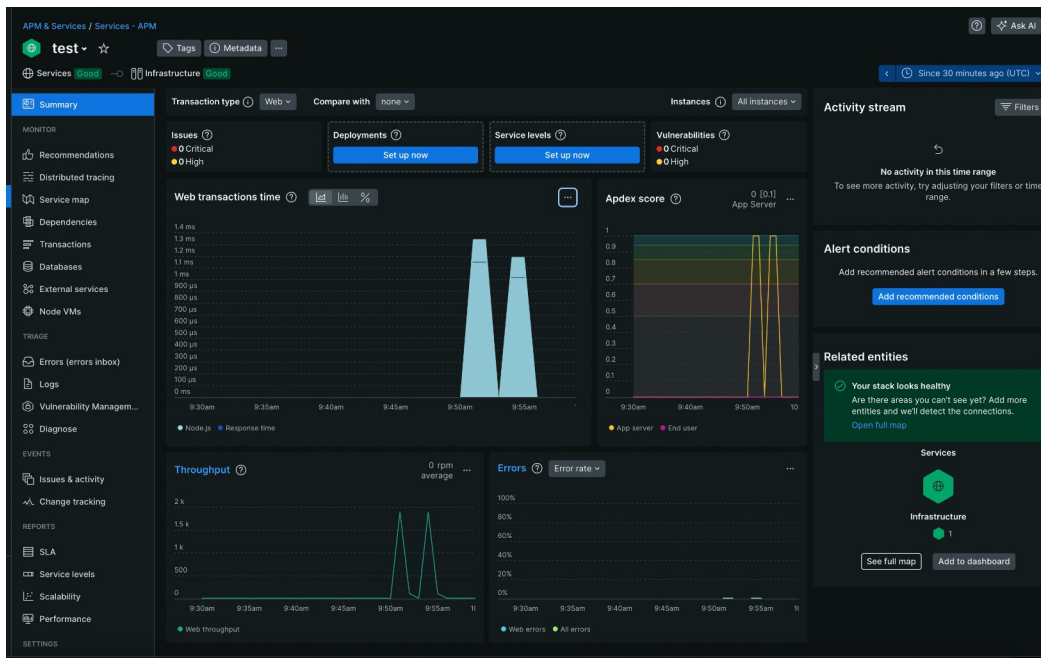 APM & Services / Services - APM
Ask AI
test
Tags
Metadata
...
Services Good
Infrastructure Good
Since 30 minutes ago (UTC)
Summary
MONITOR
Recommendations
Distributed tracing
Service map
Dependencies
Transactions
Databases
External services
Node VMs
TRIAGE
Errors (errors inbox)
Logs
Vulnerability Managem...
Diagnose
EVENTS
Issues & activity
Change tracking
REPORTS
SLA
Service levels
Scalability
Performance
SETTINGS
Transaction type Web
Compare with none
Instances All instances
Issues
0 Critical
0 High
Deployments
Set up now
Service levels
Set up now
Vulnerabilities
0 Critical
0 High
Web transactions time
%
...
1.4 ms
1.3 ms
1.2 ms
1.1 ms
1 ms
900 µs
800 µs
700 µs
600 µs
500 µs
400 µs
300 µs
200 µs
100 µs
0 ms
9:30am 9:35am 9:40am 9:45am 9:50am 9:55am
Node.js Response time
Apdex score
0 [0.1]
App Server
...
1
0.9
0.8
0.7
0.6
0.5
0.4
0.3
0.2
0.1
0
9:30am 9:40am 9:50am 10
App server End user
Throughput
0 rpm
average
...
2 k
1.5 k
1 k
500
0
9:30am 9:35am 9:40am 9:45am 9:50am 9:55am 1(
Web throughput
Errors Error rate
...
100%
80%
60%
40%
20%
0%
9:30am 9:35am 9:40am 9:45am 9:50am 9:55am 1(
Web errors All errors
Activity stream
Filters
No activity in this time range
To see more activity, try adjusting your filters or time
range.
Alert conditions
Add recommended alert conditions in a few steps.
Add recommended conditions
Related entities
Your stack looks healthy
Are there areas you can't see yet? Add more
entities and we'll detect the connections.
Open full map
Services
Infrastructure
1
See full map
Add to dashboard